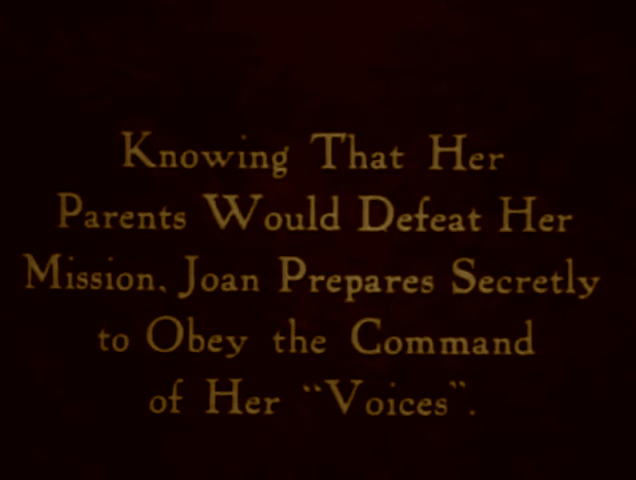 Knowing That Her
Parents Would Defeat Her
Mission, Joan Prepares Secretly
to Obey the Command
of Her "Voices".